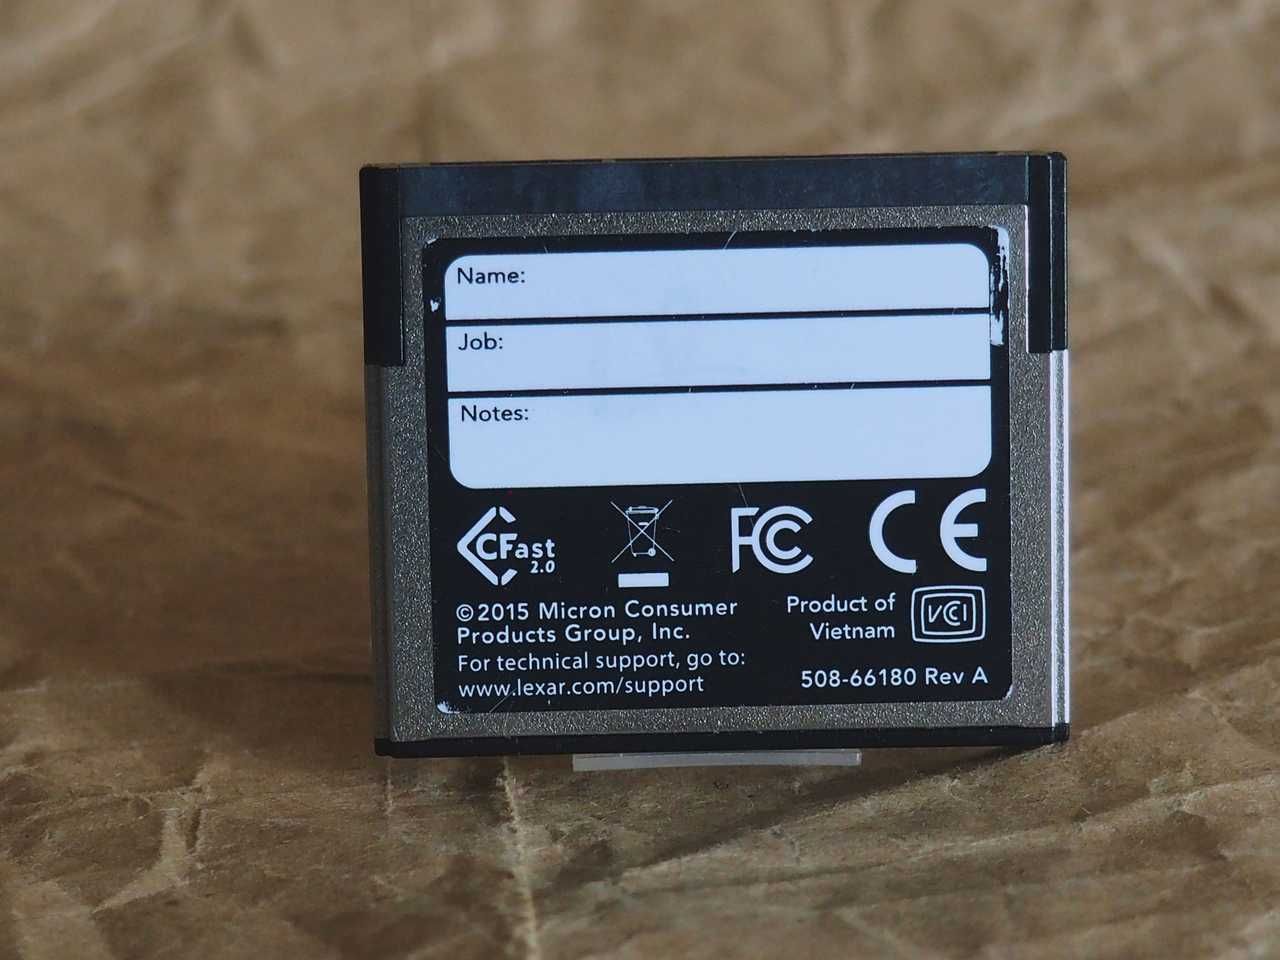 Name:
Job:
Notes:
CFast
2.0
FC
CE
©2015 Micron Consumer
Products Group, Inc.
For technical support, go to:
www.lexar.com/support
Product of
Vietnam
VCI
508-66180 Rev A